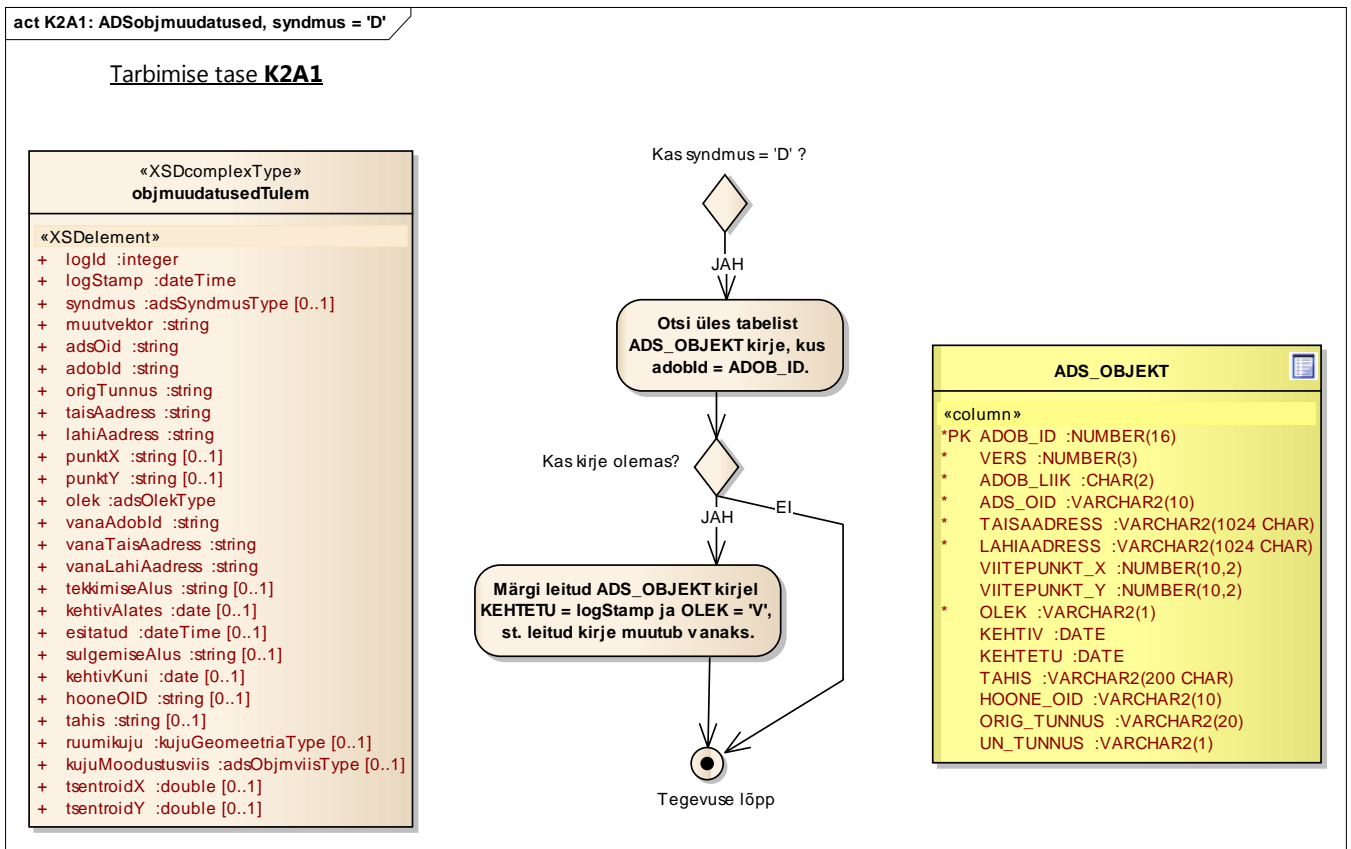 act K2A1: ADSobjmuudatused, syndmus = 'D'
Tarbimise tase K2A1
«XSDcomplexType»
objmuudatusedTulem
«XSDelement»
+ logId :integer
+ logStamp :dateTime
+ syndmus :adsSyndmusType [0..1]
+ muutvektor :string
+ adsOid :string
+ adobId :string
+ origTunnus :string
+ taisAadress :string
+ lahiAadress :string
+ punktX :string [0..1]
+ punktY :string [0..1]
+ olek :adsOlekType
+ vanaAdobId :string
+ vanaTaisAadress :string
+ vanaLahiAadress :string
+ tekkimiseAlus :string [0..1]
+ kehtivAlates :date [0..1]
+ esitatud :dateTime [0..1]
+ sulgemiseAlus :string [0..1]
+ kehtivKuni :date [0..1]
+ hooneOID :string [0..1]
+ tahis :string [0..1]
+ ruumikuju :kujuGeomeetriaType [0..1]
+ kujuMoodustusviis :adsObjmviisType [0..1]
+ tsentroidX :double [0..1]
+ tsentroidY :double [0..1]
Kas syndmus = 'D' ?
JAH
Otsi üles tabelist
ADS_OBJEKT kirje, kus
adobId = ADOB_ID.
Kas kirje olemas?
JAH
EI
Märgi leitud ADS_OBJEKT kirjel
KEHTETU = logStamp ja OLEK = 'V',
st. leitud kirje muutub vanaks.
Tegevuse lõpp
ADS_OBJEKT
«column»
*PK ADOB_ID :NUMBER(16)
* VERS :NUMBER(3)
* ADOB_LIIK :CHAR(2)
* ADS_OID :VARCHAR2(10)
* TAISAADRESS :VARCHAR2(1024 CHAR)
* LAHIAADRESS :VARCHAR2(1024 CHAR)
VIITEPUNKT_X :NUMBER(10,2)
VIITEPUNKT_Y :NUMBER(10,2)
* OLEK :VARCHAR2(1)
KEHTIV :DATE
KEHTETU :DATE
TAHIS :VARCHAR2(200 CHAR)
HOONE_OID :VARCHAR2(10)
ORIG_TUNNUS :VARCHAR2(20)
UN_TUNNUS :VARCHAR2(1)